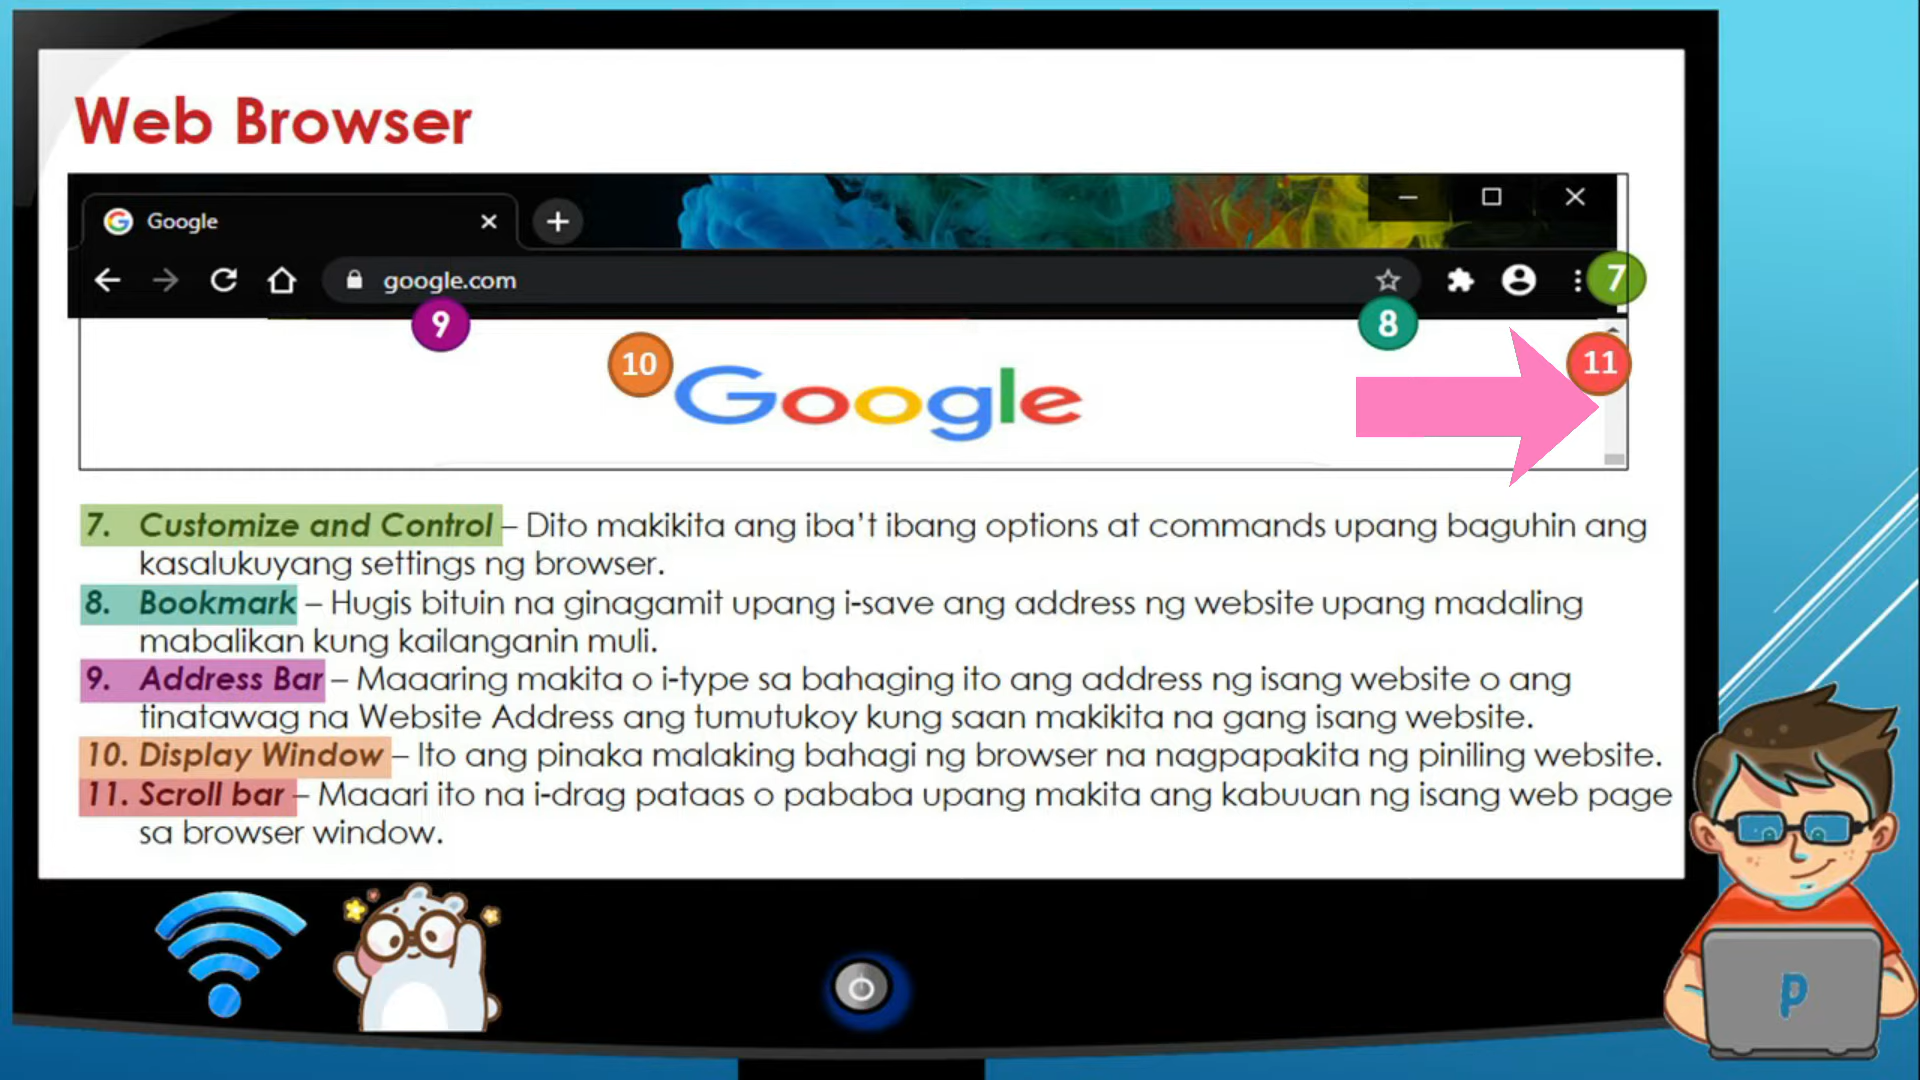 Web Browser
Google
google.com
7
9
8
10
Google
11
7. Customize and Control – Dito makikita ang iba't ibang options at commands upang baguhin ang
kasalukuyang settings ng browser.
8. Bookmark – Hugis bituin na ginagamit upang i-save ang address ng website upang madaling
mabalikan kung kailanganin muli.
9. Address Bar – Maaaring makita o i-type sa bahaging ito ang address ng isang website o ang
tinatawag na Website Address ang tumutukoy kung saan makikita na gang isang website.
10. Display Window – Ito ang pinaka malaking bahagi ng browser na nagpapakita ng piniling website.
11. Scroll bar – Maaari ito na i-drag pataas o pababa upang makita ang kabuuan ng isang web page
sa browser window.
P